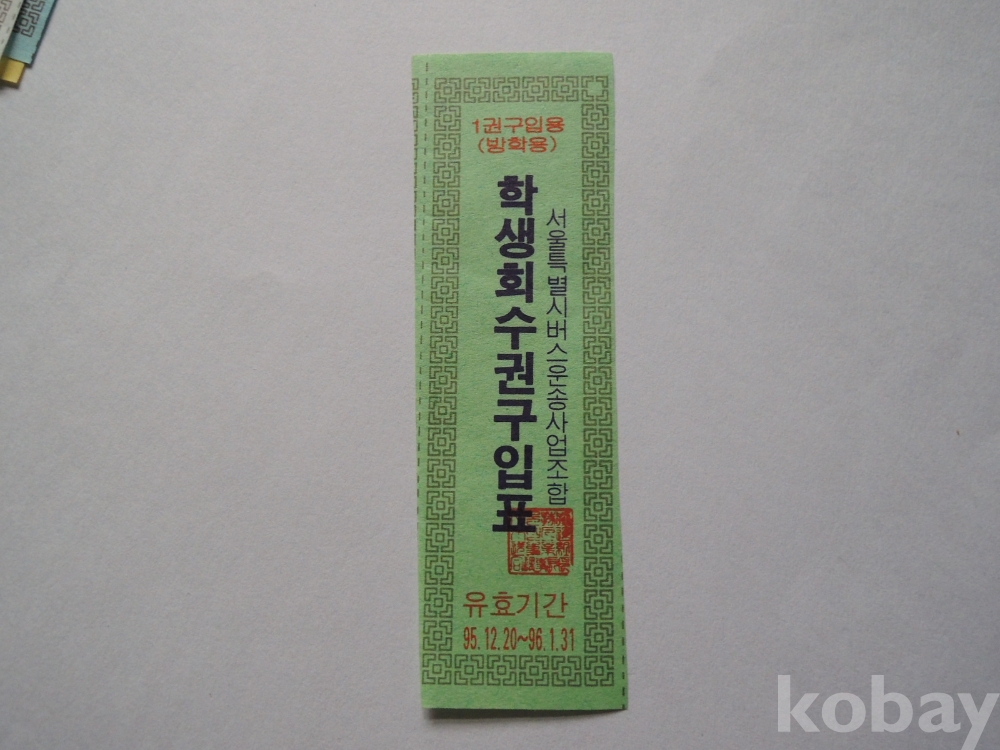 1권구입용
(방학용)
학생회수권구입표
서울특별시버스운송사업조합
유효기간
95.12.20~96.1.31
kobay